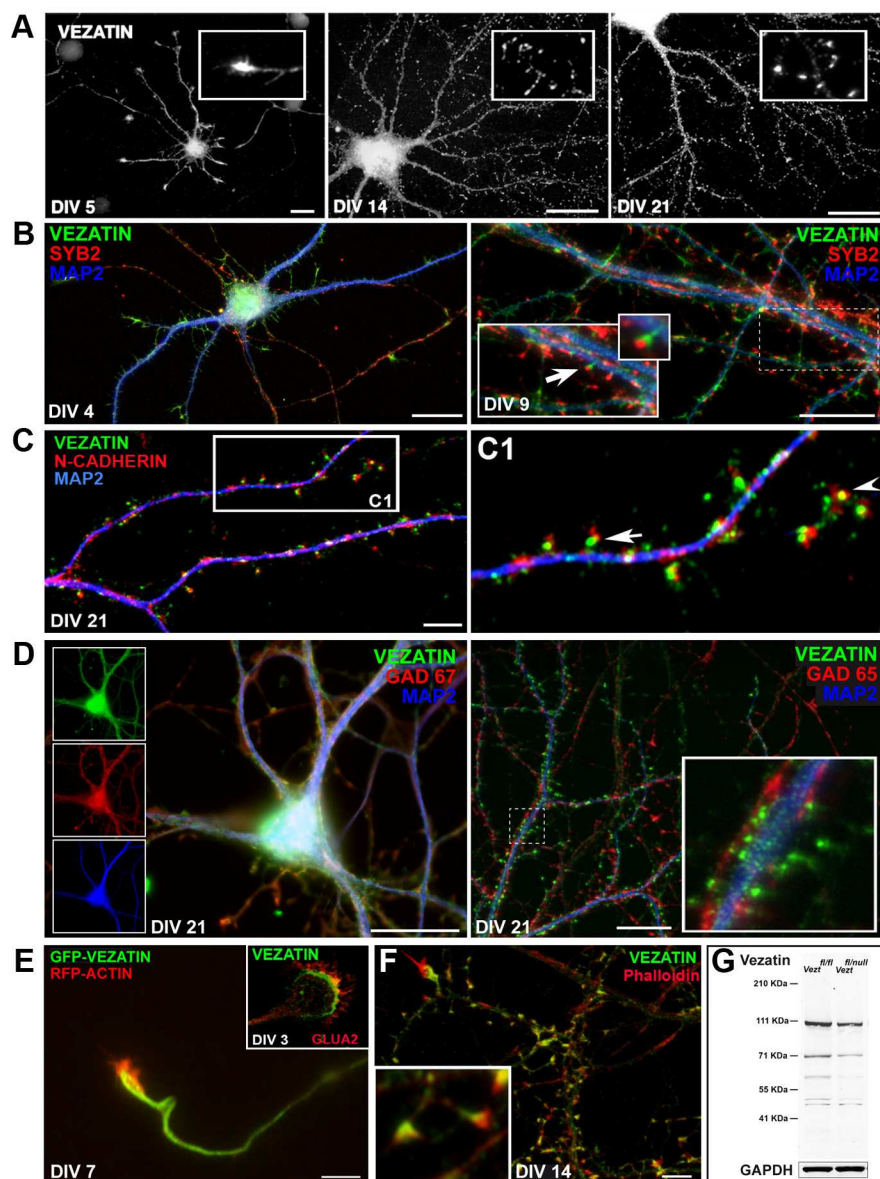 A
VEZATIN
DIV 5
DIV 14
DIV 21
B
VEZATIN
SYB2
MAP2
DIV 4
VEZATIN
SYB2
MAP2
DIV 9
C
VEZATIN
N-CADHERIN
MAP2
C1
DIV 21
C1
D
VEZATIN
GAD 67
MAP2
DIV 21
VEZATIN
GAD 65
MAP2
DIV 21
E
GFP-VEZATIN
RFP-ACTIN
VEZATIN
DIV 3
GLUA2
DIV 7
F
VEZATIN
Phalloidin
DIV 14
G
Vezatin
Vezt fl/fl
Vezt fl/null
210 KDa
111 KDa
71 KDa
55 KDa
41 KDa
GAPDH